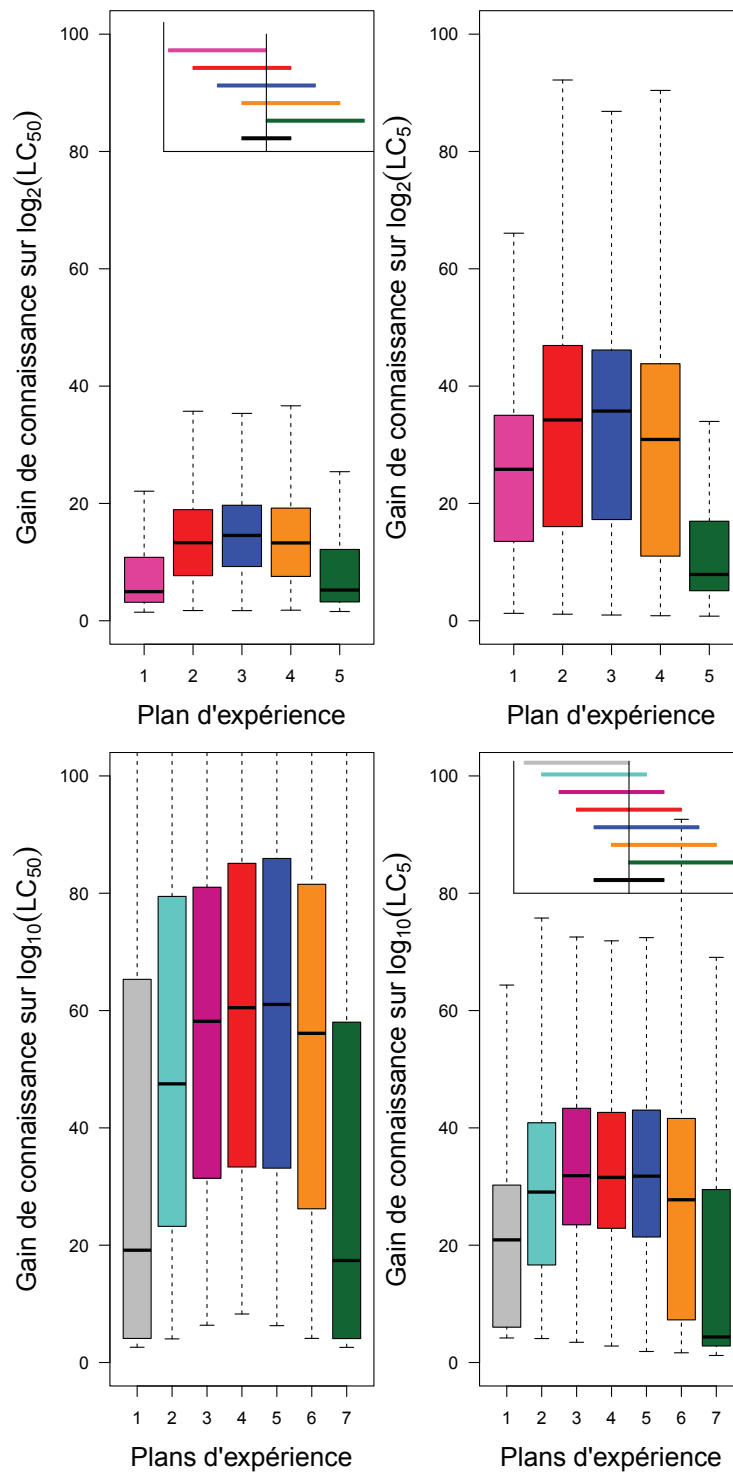 Gain de connaissance sur log2(LC50)
100
80
60
40
20
0
1 2 3 4 5
Plan d'expérience
Gain de connaissance sur log2(LC5)
100
80
60
40
20
0
1 2 3 4 5
Plan d'expérience
Gain de connaissance sur log10(LC50)
100
80
60
40
20
0
1 2 3 4 5 6 7
Plans d'expérience
Gain de connaissance sur log10(LC5)
100
80
60
40
20
0
1 2 3 4 5 6 7
Plans d'expérience